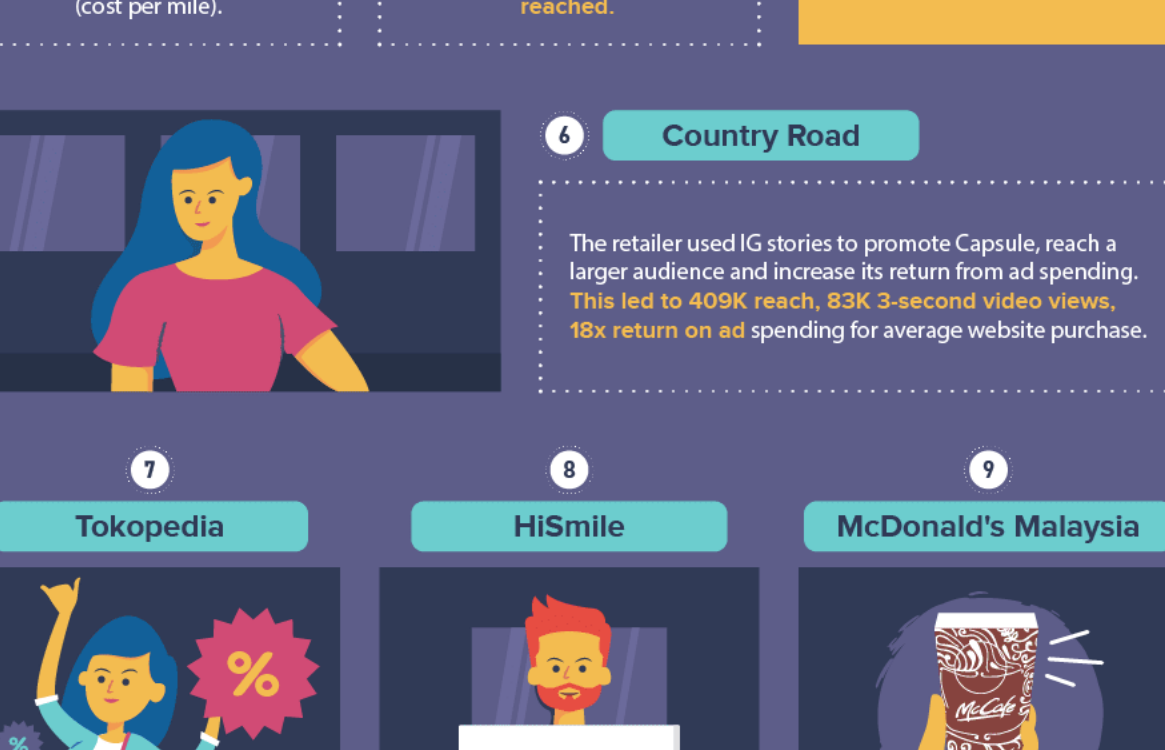 (cost per mile).
reached.
6
Country Road
The retailer used IG stories to promote Capsule, reach a
larger audience and increase its return from ad spending.
This led to 409K reach, 83K 3-second video views,
18x return on ad spending for average website purchase.
7
8
9
Tokopedia
HiSmile
McDonald's Malaysia
%
%
McCafé